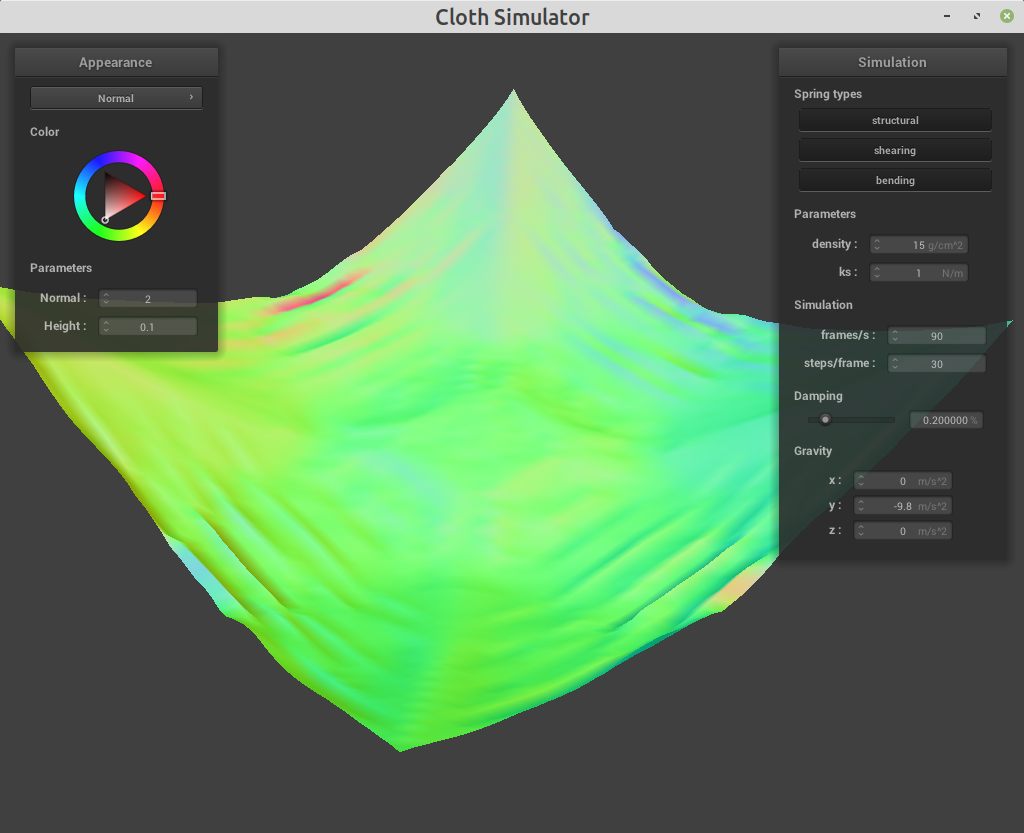 Cloth Simulator
Appearance
Normal
Color
Parameters
Normal : 2
Height : 0.1
Simulation
Spring types
structural
shearing
bending
Parameters
density : 15 g/cm^2
ks : 1 N/m
Simulation
frames/s : 90
steps/frame : 30
Damping
0.200000 %
Gravity
x : 0 m/s^2
y : -9.8 m/s^2
z : 0 m/s^2